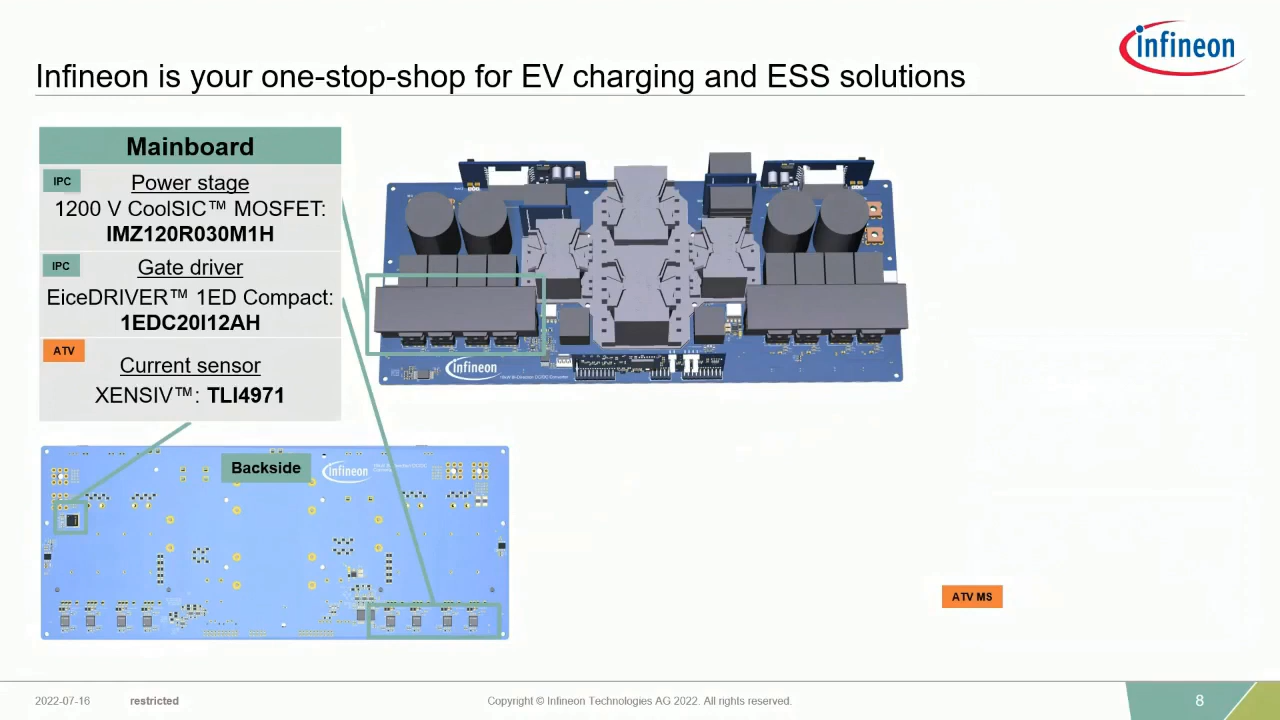 infineon
Infineon is your one-stop-shop for EV charging and ESS solutions
Mainboard
IPC
Power stage
1200 V CoolSIC™ MOSFET:
IMZ120R030M1H
IPC
Gate driver
EiceDRIVER™ 1ED Compact:
1EDC20I12AH
ATV
Current sensor
XENSIV™: TLI4971
infineon
Backside
infineon
ATV MS
2022-07-16
restricted
Copyright © Infineon Technologies AG 2022. All rights reserved.
8